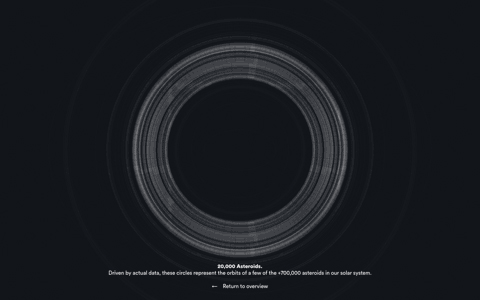 20,000 Asteroids.
Driven by actual data, these circles represent the orbits of a few of the +700,000 asteroids in our solar system.
← Return to overview